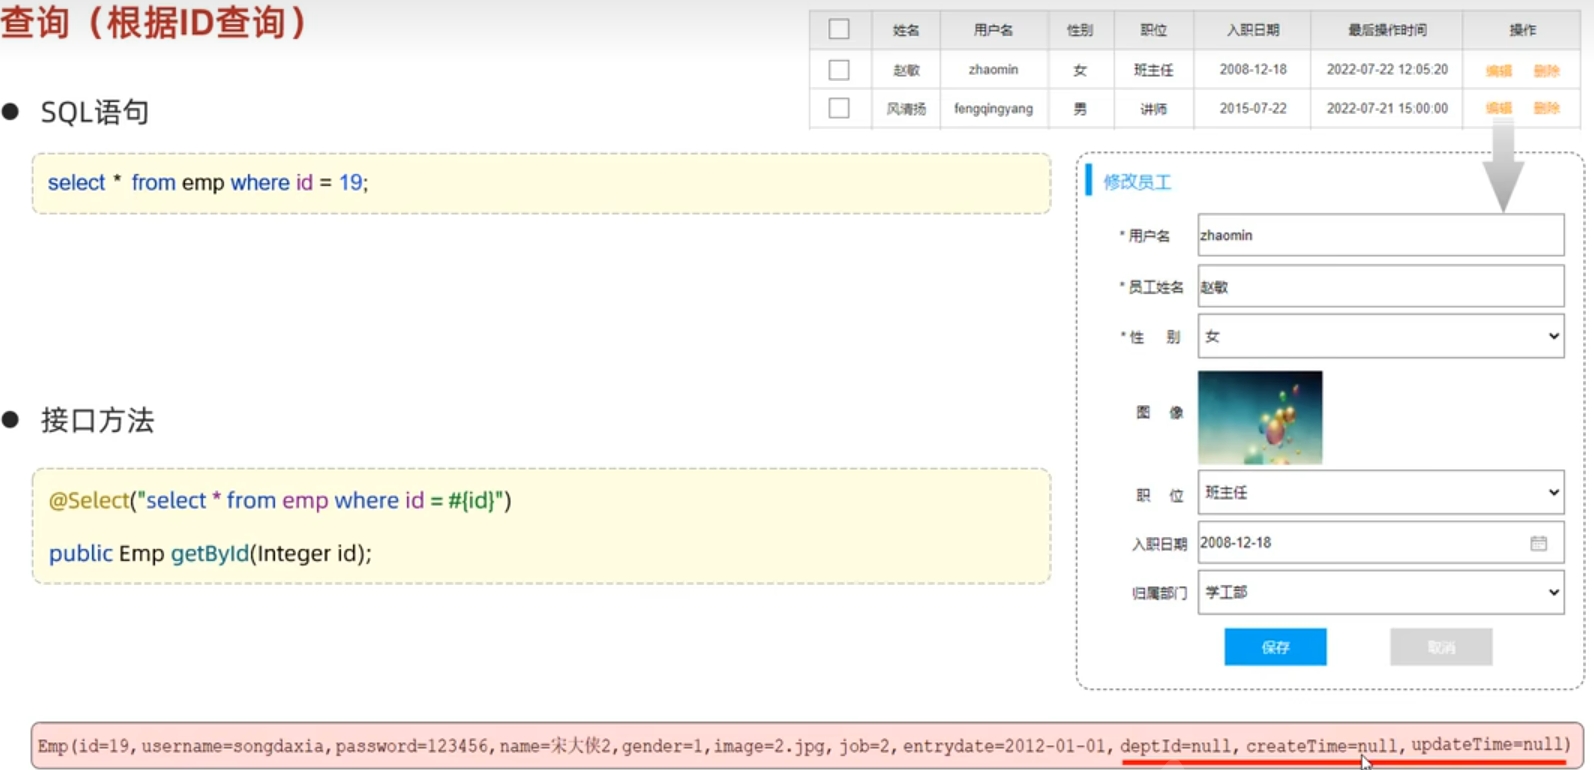 查询（根据ID查询）
姓名 用户名 性别 职位 入职日期 最后操作时间 操作
赵敏 zhaomin 女 班主任 2008-12-18 2022-07-22 12:05:20 编辑 删除
风清扬 fengqingyang 男 讲师 2015-07-22 2022-07-21 15:00:00 编辑 删除
● SQL语句
select * from emp where id = 19;
● 接口方法
@Select("select * from emp where id = #{id}")
public Emp getById(Integer id);
修改员工
* 用户名 zhaomin
* 员工姓名 赵敏
* 性 别 女
图 像
职 位 班主任
入职日期 2008-12-18
归属部门 学工部
保存 取消
Emp(id=19, username=songdaxia, password=123456, name=宋大侠2, gender=1, image=2.jpg, job=2, entrydate=2012-01-01, deptId=null, createTime=null, updateTime=null)